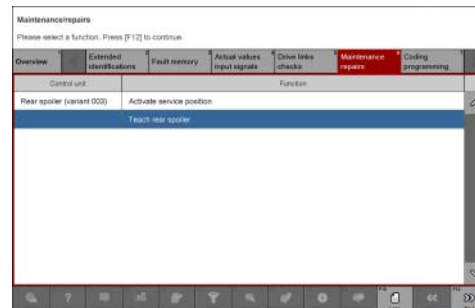 Maintenance/repairs
Please select a function. Press [F12] to continue.
Overview
Extended identifications
Fault memory
Actual values input signals
Drive links checks
Maintenance repairs
Coding programming
Control unit
Function
Rear spoiler (variant 003)
Activate service position
Teach rear spoiler